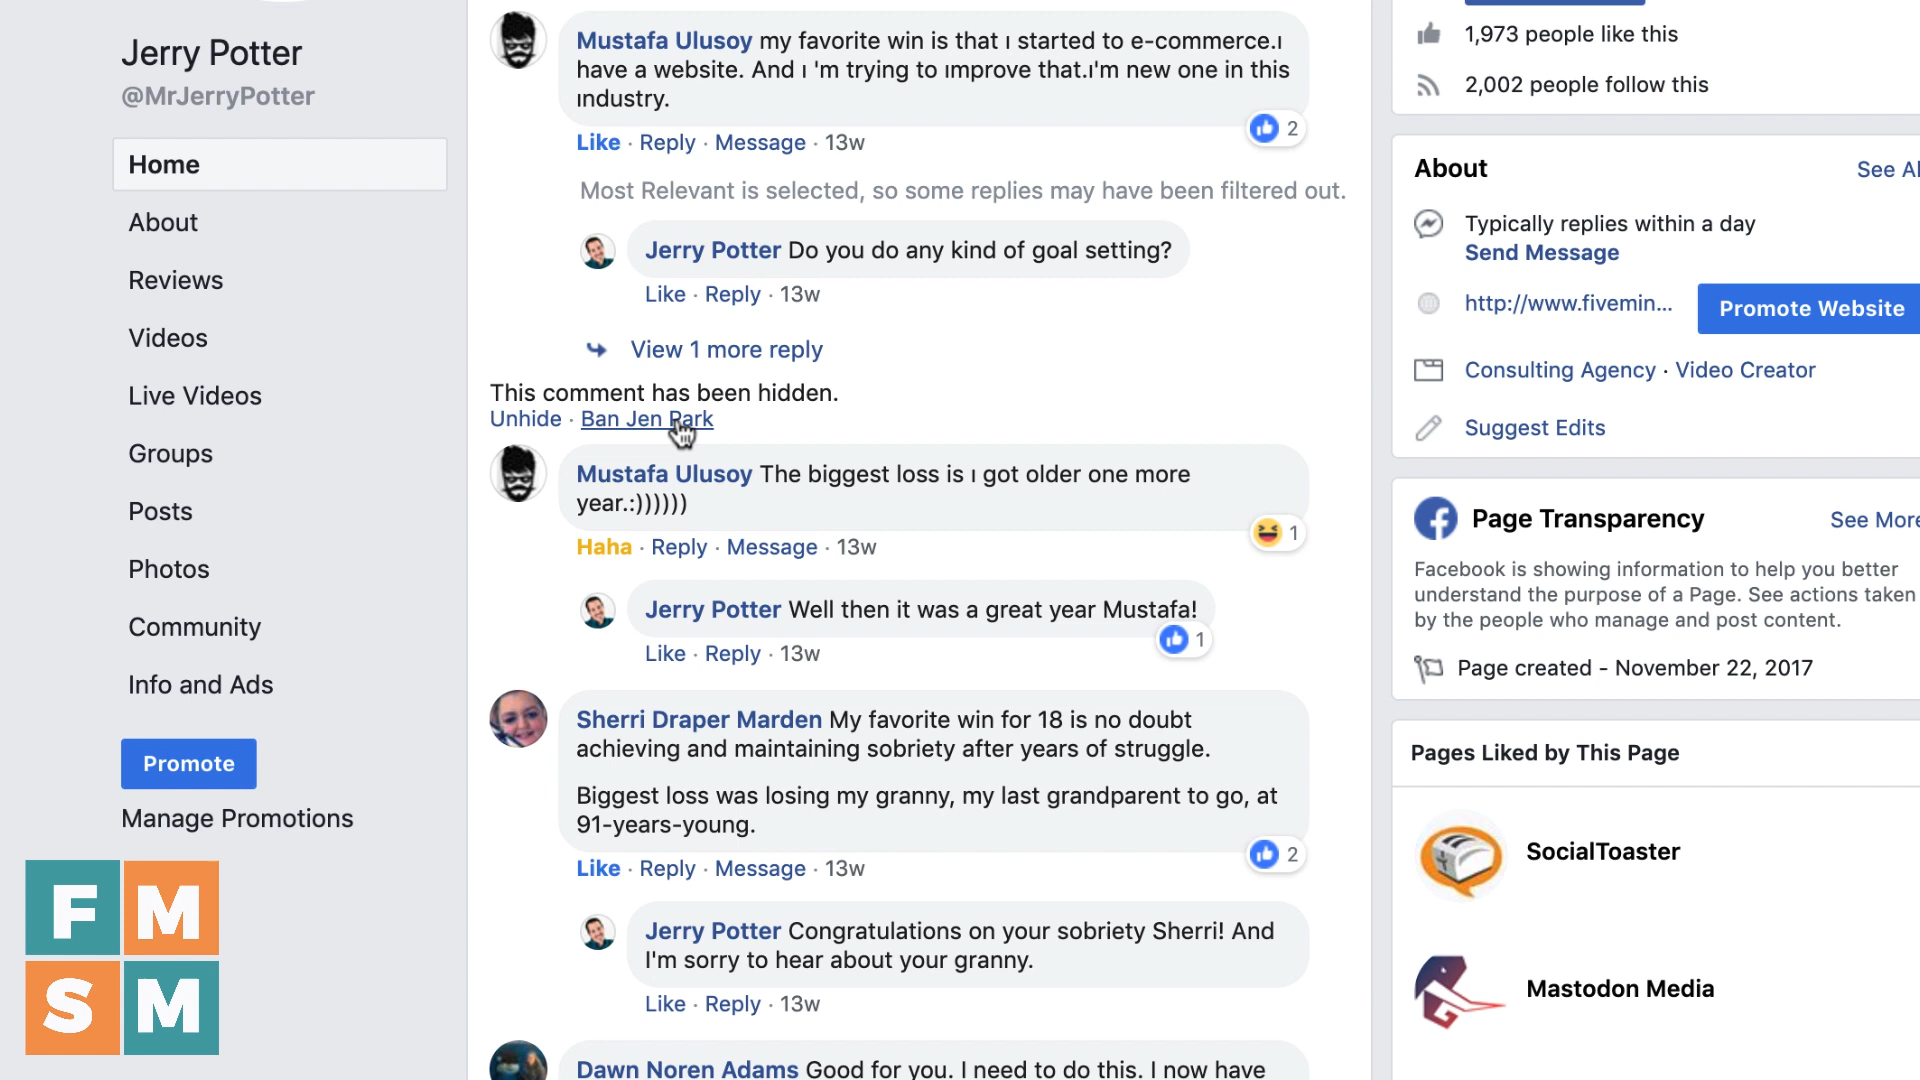 Jerry Potter
@MrJerryPotter
Home
About
Reviews
Videos
Live Videos
Groups
Posts
Photos
Community
Info and Ads
Promote
Manage Promotions
F M
S M
Mustafa Ulusoy my favorite win is that ı started to e-commerce.ı
have a website. And ı 'm trying to ımprove that.ı'm new one in this
ındustry.
2
Like · Reply · Message · 13w
Most Relevant is selected, so some replies may have been filtered out.
Jerry Potter Do you do any kind of goal setting?
Like · Reply · 13w
View 1 more reply
This comment has been hidden.
Unhide · Ban Jen Park
Mustafa Ulusoy The biggest loss is ı got older one more
year.:))))))
1
Haha · Reply · Message · 13w
Jerry Potter Well then it was a great year Mustafa!
1
Like · Reply · 13w
Sherri Draper Marden My favorite win for 18 is no doubt
achieving and maintaining sobriety after years of struggle.
Biggest loss was losing my granny, my last grandparent to go, at
91-years-young.
2
Like · Reply · Message · 13w
Jerry Potter Congratulations on your sobriety Sherri! And
I'm sorry to hear about your granny.
Like · Reply · 13w
Dawn Noren Adams Good for you. I need to do this. I now have
1,973 people like this
2,002 people follow this
About
See Al
Typically replies within a day
Send Message
http://www.fivemin...
Promote Website
Consulting Agency · Video Creator
Suggest Edits
Page Transparency
See More
Facebook is showing information to help you better
understand the purpose of a Page. See actions taken
by the people who manage and post content.
Page created - November 22, 2017
Pages Liked by This Page
SocialToaster
Mastodon Media